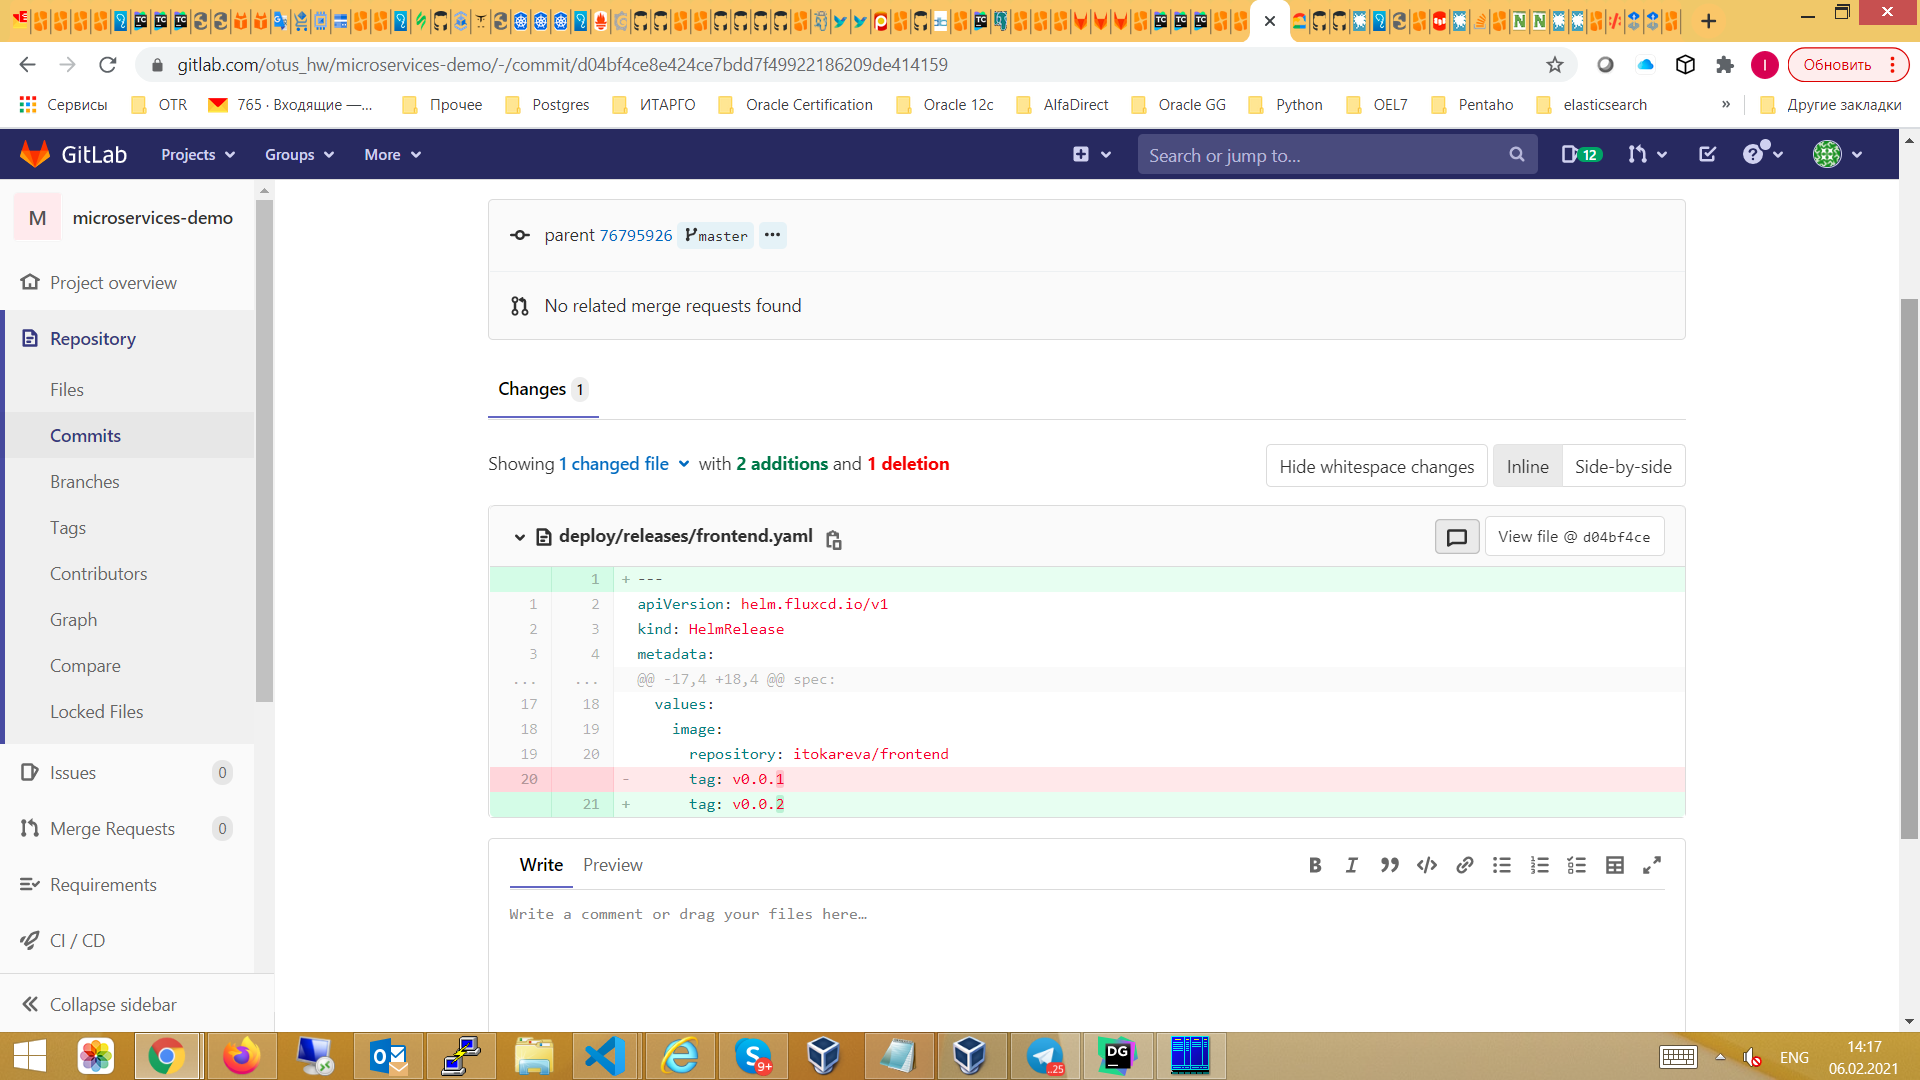 gitlab.com/otus_hw/microservices-demo/-/commit/d04bf4ce8e424ce7bdd7f49922186209de414159
Обновить
Сервисы
OTR
765 · Входящие —...
Прочее
Postgres
ИТАРГО
Oracle Certification
Oracle 12c
AlfaDirect
Oracle GG
Python
OEL7
Pentaho
elasticsearch
»
Другие закладки
GitLab
Projects
Groups
More
Search or jump to...
12
M
microservices-demo
Project overview
Repository
Files
Commits
Branches
Tags
Contributors
Graph
Compare
Locked Files
Issues 0
Merge Requests 0
Requirements
CI / CD
Collapse sidebar
parent 76795926 master ...
No related merge requests found
Changes 1
Showing 1 changed file with 2 additions and 1 deletion
Hide whitespace changes
Inline
Side-by-side
deploy/releases/frontend.yaml
View file @ d04bf4ce
1 + ---
1 2 apiVersion: helm.fluxcd.io/v1
2 3 kind: HelmRelease
3 4 metadata:
... ... @@ -17,4 +18,4 @@ spec:
17 18 values:
18 19 image:
19 20 repository: itokareva/frontend
20 - tag: v0.0.1
21 + tag: v0.0.2
Write
Preview
Write a comment or drag your files here…
9+
..25
DG
ENG
14:17
06.02.2021